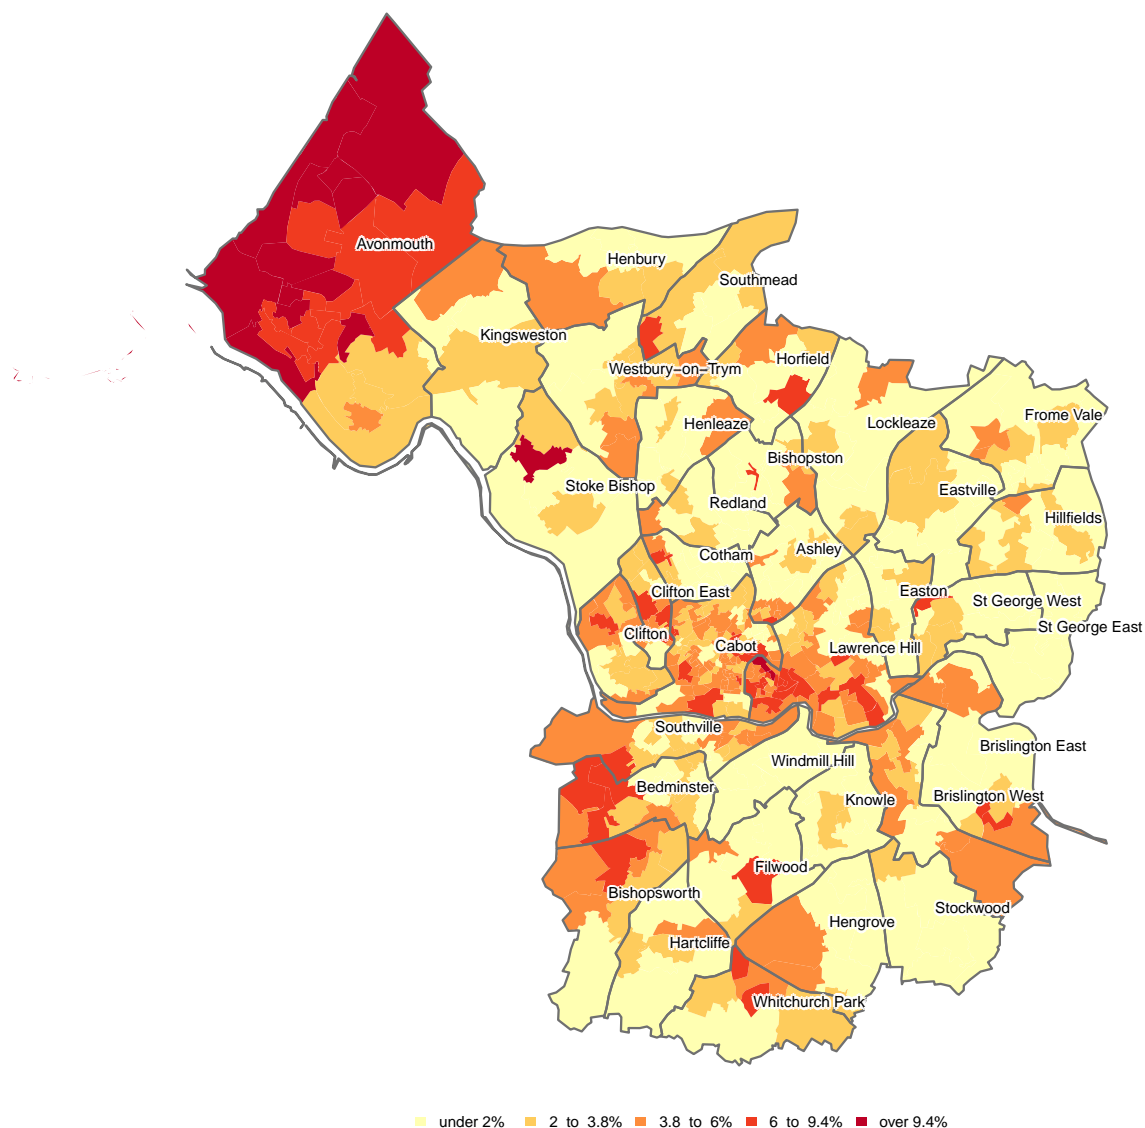 Avonmouth
Henbury
Southmead
Kingsweston
Westbury−on−Trym
Horfield
Henleaze
Lockleaze
Frome Vale
Bishopston
Stoke Bishop
Redland
Eastville
Hillfields
Cotham
Ashley
Clifton East
Easton
St George West
St George East
Clifton
Cabot
Lawrence Hill
Southville
Windmill Hill
Brislington East
Bedminster
Knowle
Brislington West
Filwood
Bishopsworth
Hengrove
Stockwood
Hartcliffe
Whitchurch Park
under 2% 2 to 3.8% 3.8 to 6% 6 to 9.4% over 9.4%